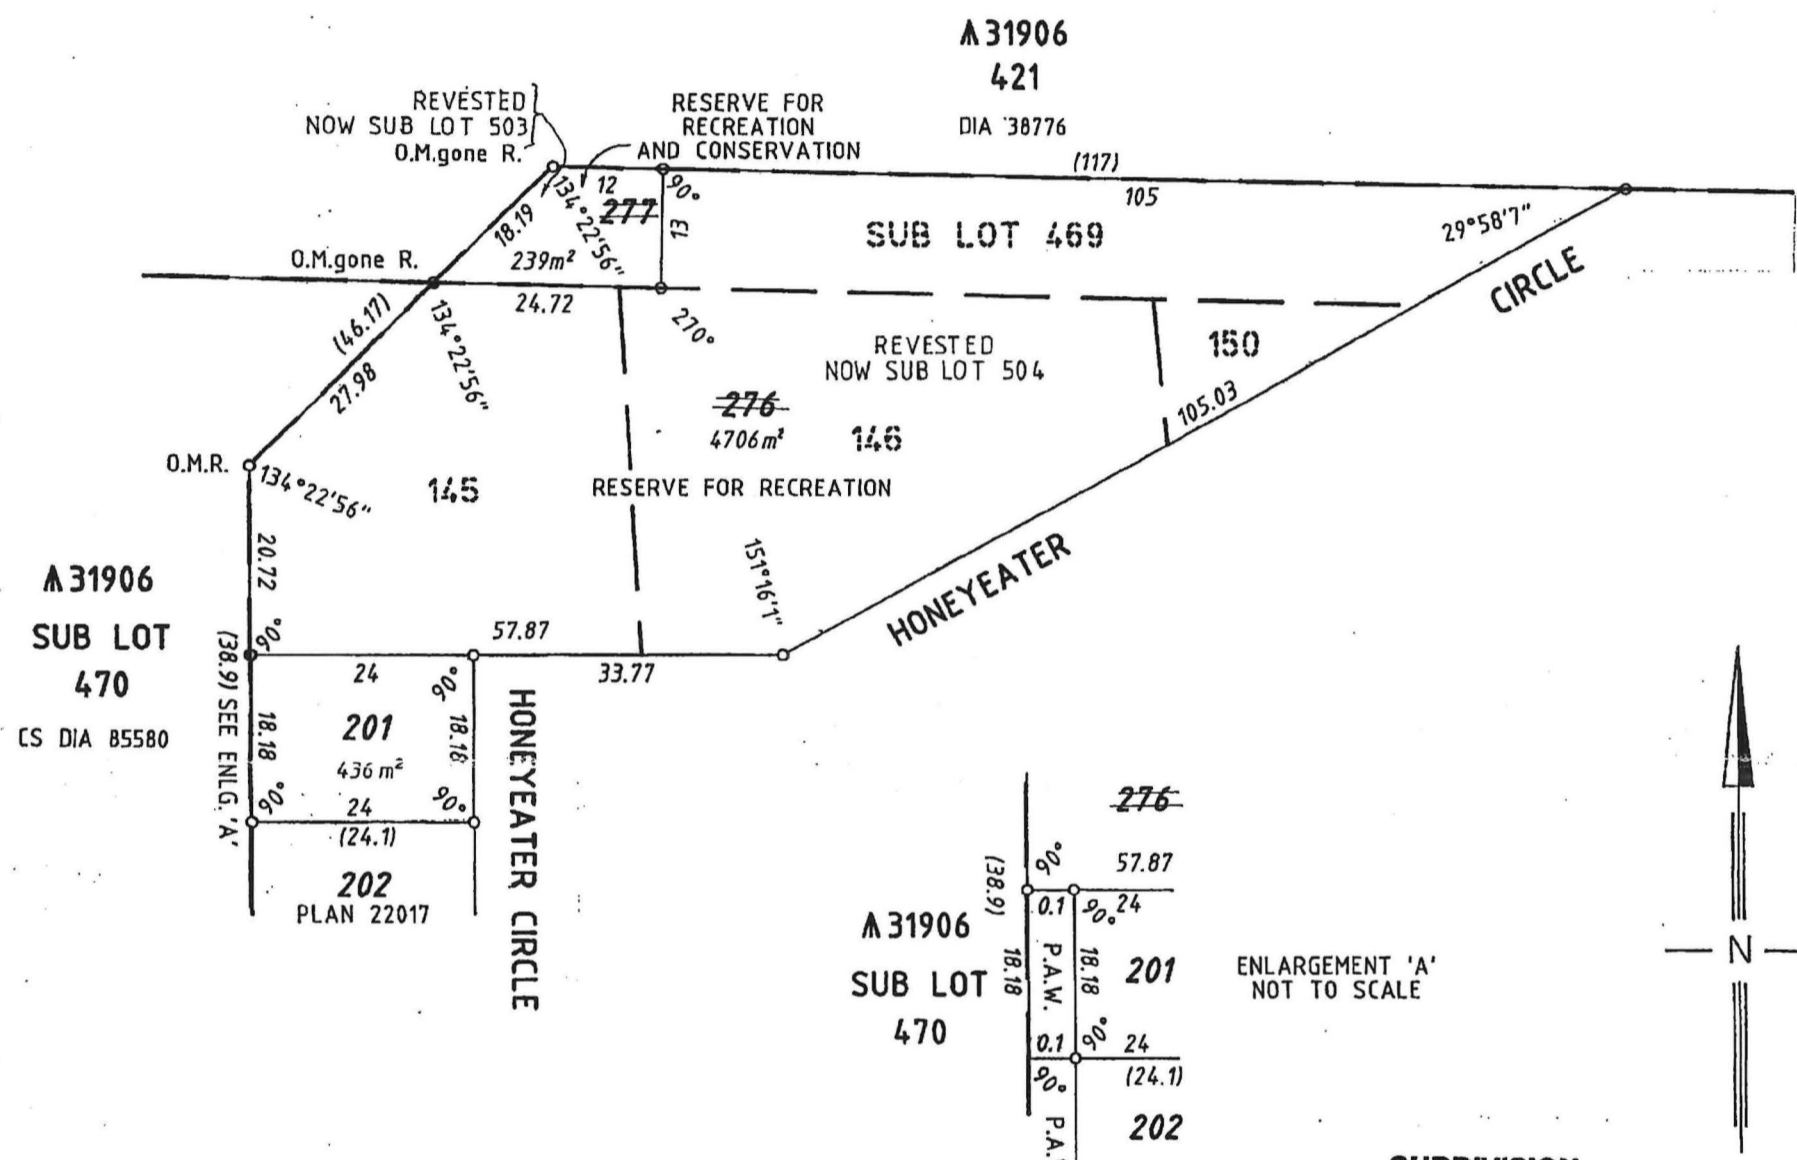 31906
421
DIA 38776
REVESTED
NOW SUB LOT 503
O.M.gone R.
RESERVE FOR
RECREATION
AND CONSERVATION
(117)
105
12
90°
134°22'56"
277
13
18.19
239m²
SUB LOT 469
29°58'7"
CIRCLE
O.M.gone R.
24.72
270°
134°22'56"
(46.17)
27.98
REVESTED
NOW SUB LOT 504
150
276
4706m²
146
105.03
O.M.R.
134°22'56"
145
RESERVE FOR RECREATION
151°16'1"
HONEYEATER
20.72
31906
SUB LOT
470
CS DIA 85580
90°
57.87
24
33.77
(38.9) SEE ENLG. 'A'
18.18
90°
201
436 m²
18.18
90°
24
90°
(24.1)
202
PLAN 22017
HONEYEATER CIRCLE
276
90°
57.87
(38.9)
0.1
90°
24
31906
SUB LOT
470
18.18
P.A.W.
18.18
201
ENLARGEMENT 'A'
NOT TO SCALE
0.1
90°
24
90°
(24.1)
P.A.
202
N